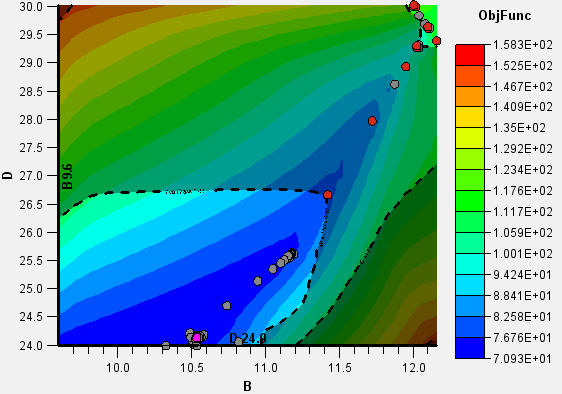 ObjFunc
30.0
29.5
29.0
28.5
28.0
27.5
27.0
26.5
26.0
25.5
25.0
24.5
24.0
D
B 9.6
D 24.0
10.0
10.5
11.0
11.5
12.0
B
1.583E+02
1.525E+02
1.467E+02
1.409E+02
1.35E+02
1.292E+02
1.234E+02
1.176E+02
1.117E+02
1.059E+02
1.001E+02
9.424E+01
8.841E+01
8.258E+01
7.676E+01
7.093E+01